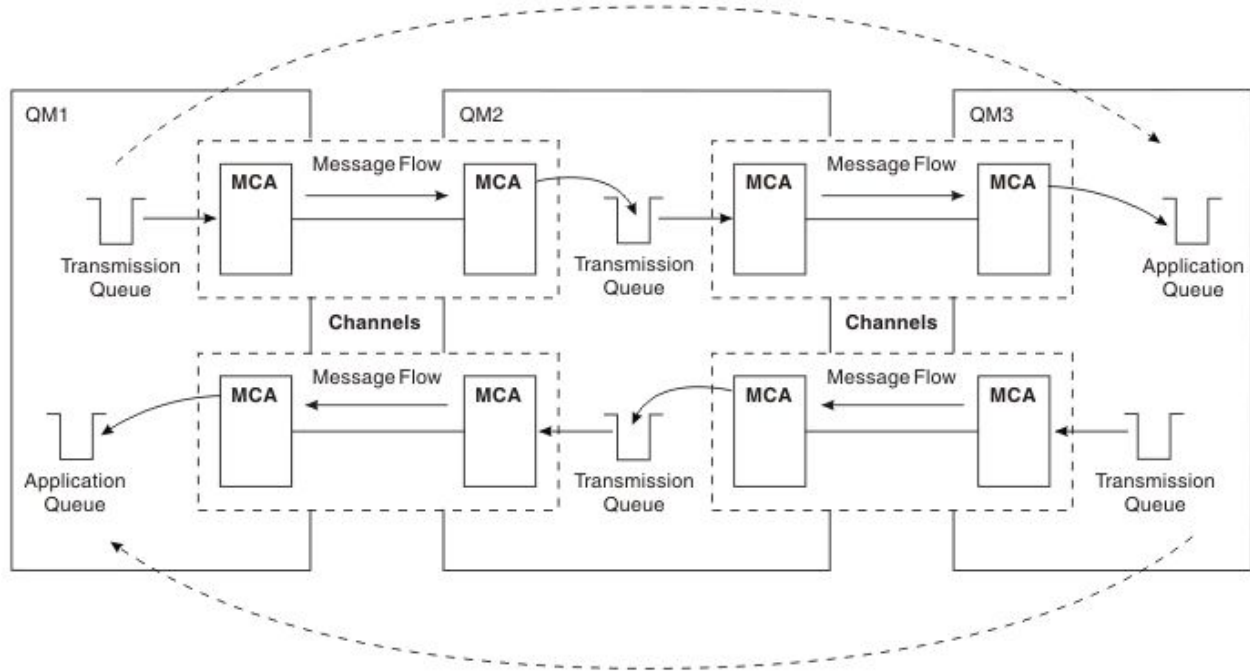 QM1
QM2
QM3
Message Flow
Message Flow
MCA
MCA
MCA
MCA
Transmission
Queue
Transmission
Queue
Application
Queue
Channels
Channels
Message Flow
Message Flow
MCA
MCA
MCA
MCA
Application
Queue
Transmission
Queue
Transmission
Queue